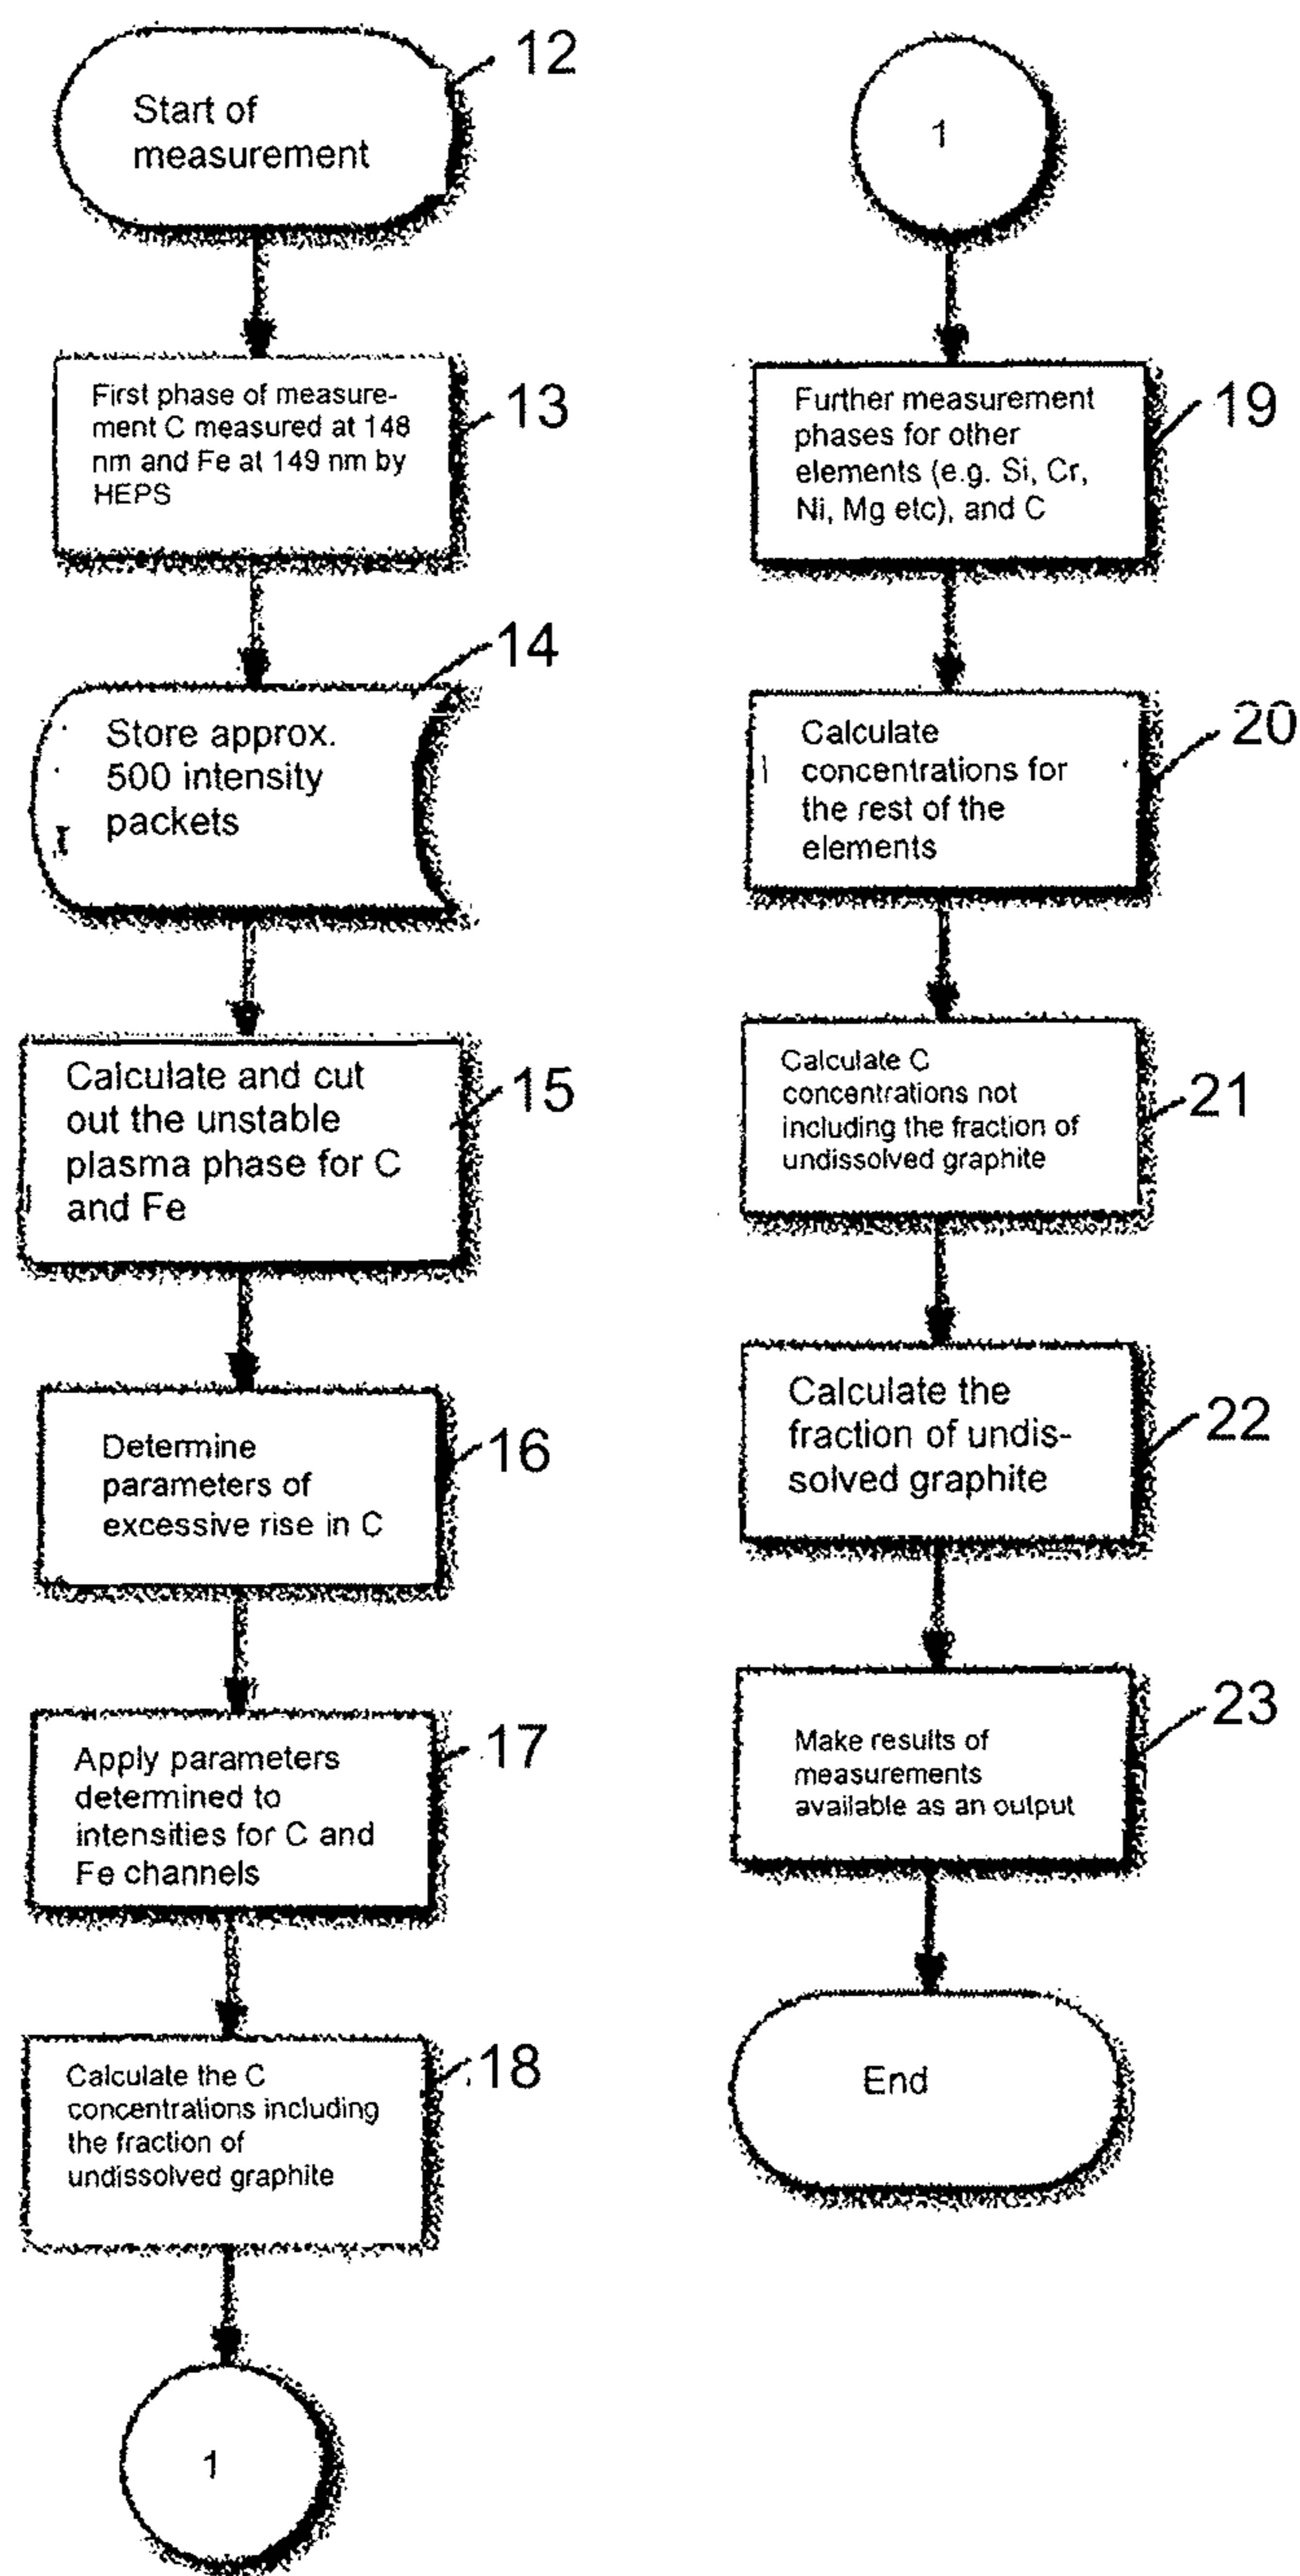 Start of
measurement
12
First phase of measure-
ment C measured at 148
nm and Fe at 149 nm by
HEPS
13
Store approx.
500 intensity
packets
14
Calculate and cut
out the unstable
plasma phase for C
and Fe
15
Determine
parameters of
excessive rise in C
16
Apply parameters
determined to
intensities for C and
Fe channels
17
Calculate the C
concentrations including
the fraction of
undissolved graphite
18
1
1
Further measurement
phases for other
elements (e.g. Si, Cr,
Ni, Mg etc), and C
19
Calculate
concentrations for
the rest of the
elements
20
Calculate C
concentrations not
including the fraction of
undissolved graphite
21
Calculate the
fraction of undis-
solved graphite
22
Make results of
measurements
available as an output
23
End